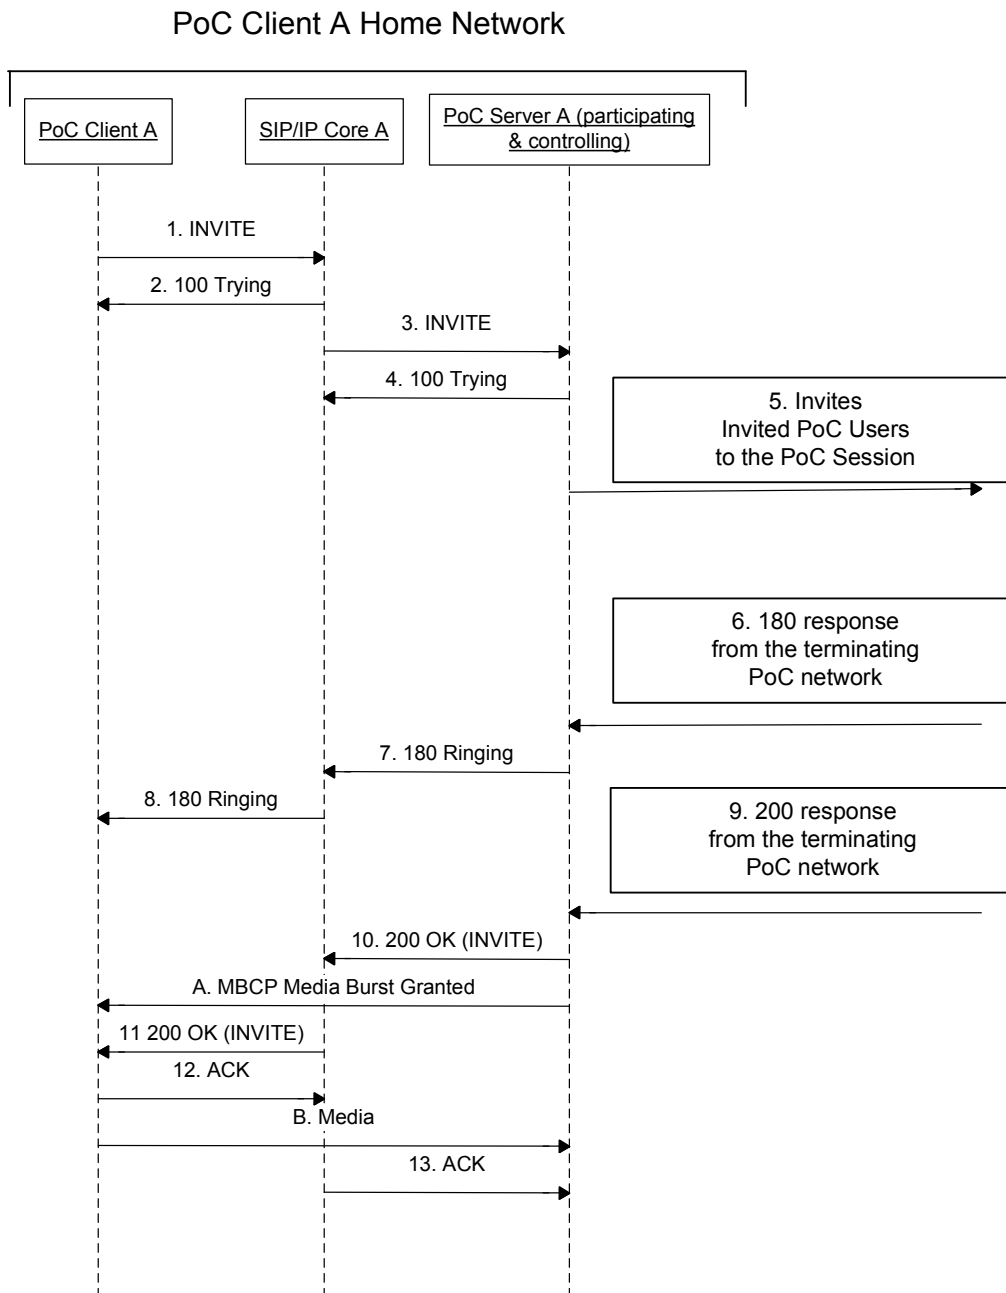 PoC Client A Home Network
PoC Client A
SIP/IP Core A
PoC Server A (participating
& controlling)
1. INVITE
2. 100 Trying
3. INVITE
4. 100 Trying
5. Invites
Invited PoC Users
to the PoC Session
6. 180 response
from the terminating
PoC network
7. 180 Ringing
8. 180 Ringing
9. 200 response
from the terminating
PoC network
10. 200 OK (INVITE)
A. MBCP Media Burst Granted
11 200 OK (INVITE)
12. ACK
B. Media
13. ACK